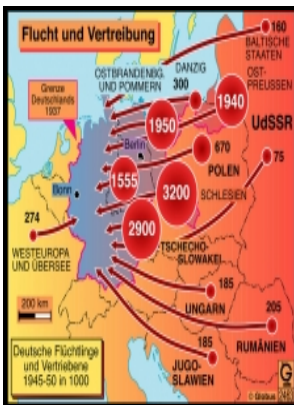 Flucht und Vertreibung
160
BALTISCHE
STAATEN
OSTBRANDENBG.
UND POMMERN
DANZIG
300
OST-
PREUSSEN
Grenze
Deutschlands
1937
1940
1950
UdSSR
Berlin
670
POLEN
75
1555
Bonn
3200
SCHLESIEN
274
2900
WESTEUROPA
UND ÜBERSEE
TSCHECHO-
SLOWAKEI
185
UNGARN
200 km
205
RUMÄNIEN
Deutsche Flüchtlinge
und Vertriebene
1945-50 in 1000
185
JUGO-
SLAWIEN
G
© Globus